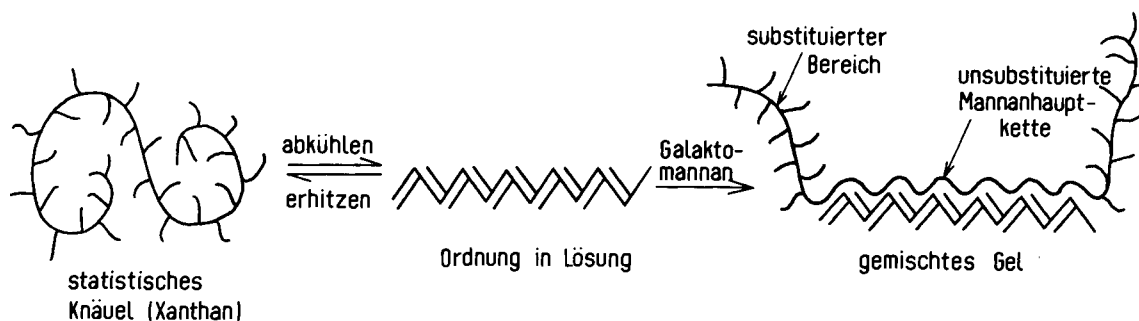 substituierter
Bereich
unsubstituierte
Mannanhaupt-
kette
abkühlen
erhitzen
Galakto-
mannan
Ordnung in Lösung
gemischtes Gel
statistisches
Knäuel (Xanthan)